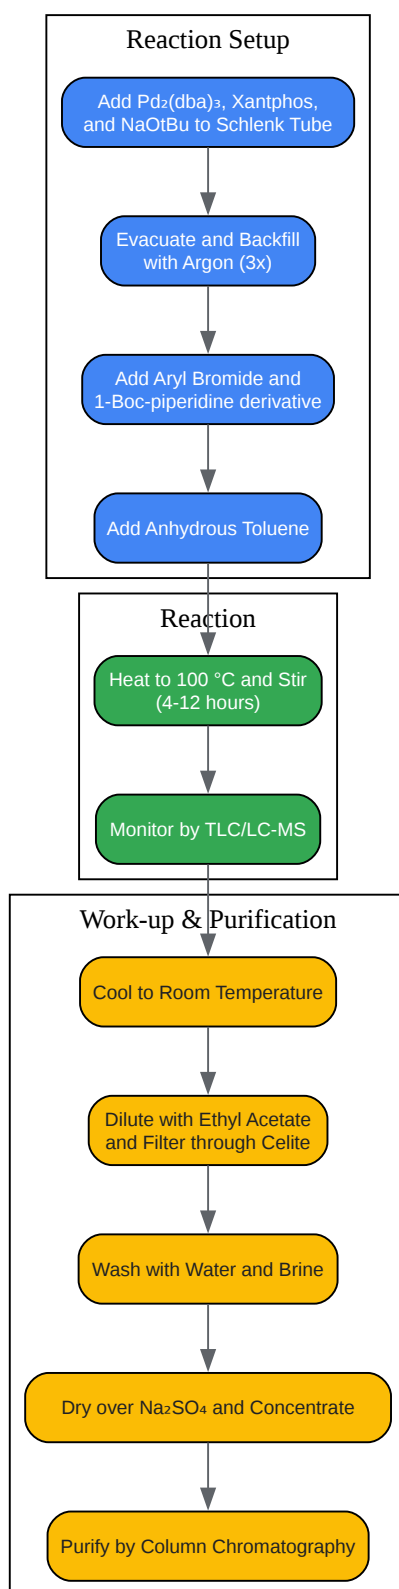 Reaction Setup
Add Pd₂(dba)₃, Xantphos,
and NaOtBu to Schlenk Tube
Evacuate and Backfill
with Argon (3x)
Add Aryl Bromide and
1-Boc-piperidine derivative
Add Anhydrous Toluene
Reaction
Heat to 100 °C and Stir
(4-12 hours)
Monitor by TLC/LC-MS
Work-up & Purification
Cool to Room Temperature
Dilute with Ethyl Acetate
and Filter through Celite
Wash with Water and Brine
Dry over Na₂SO₄ and Concentrate
Purify by Column Chromatography